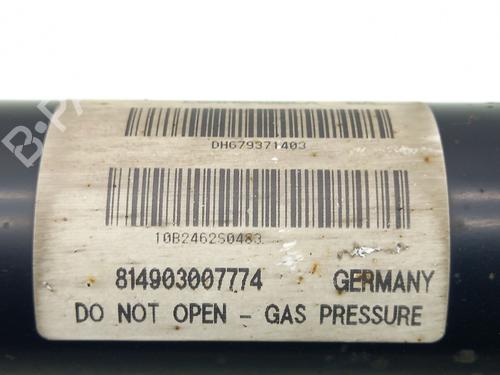 DH679371403
10B2462S0483
814903007774 GERMANY
DO NOT OPEN - GAS PRESSURE